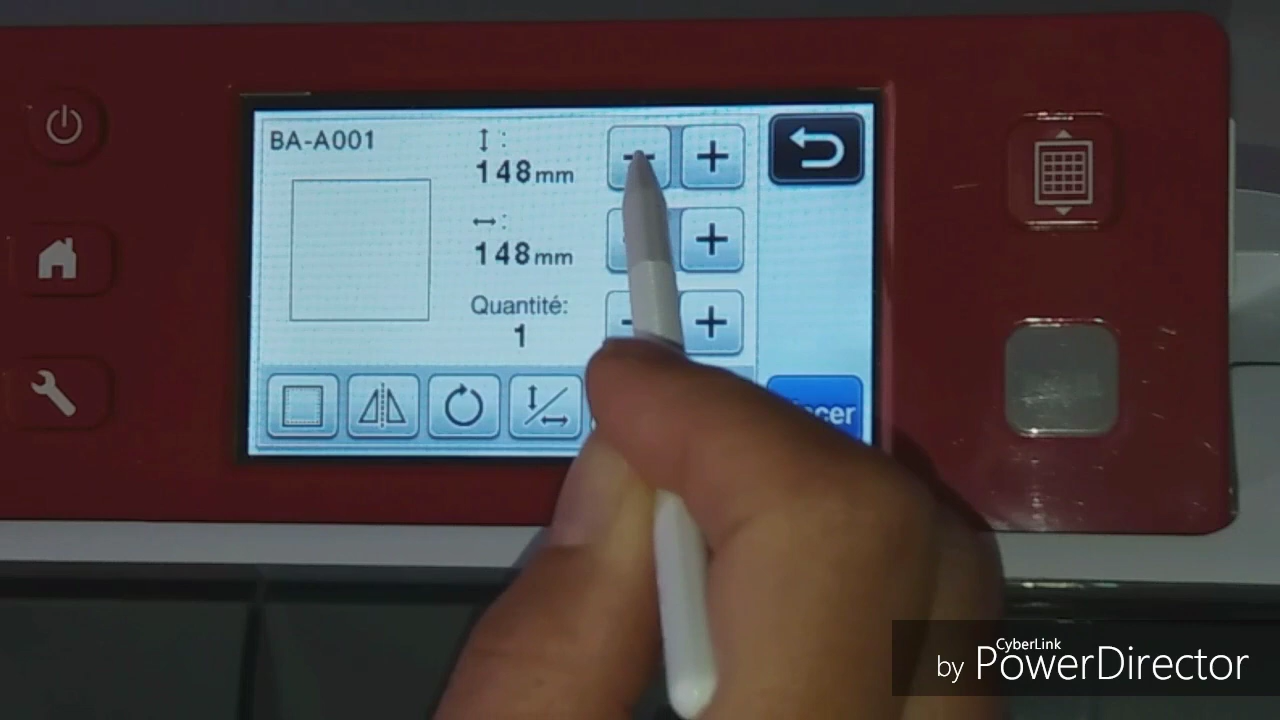 BA-A001
148mm
148mm
Quantité:
1
CyberLink
by PowerDirector